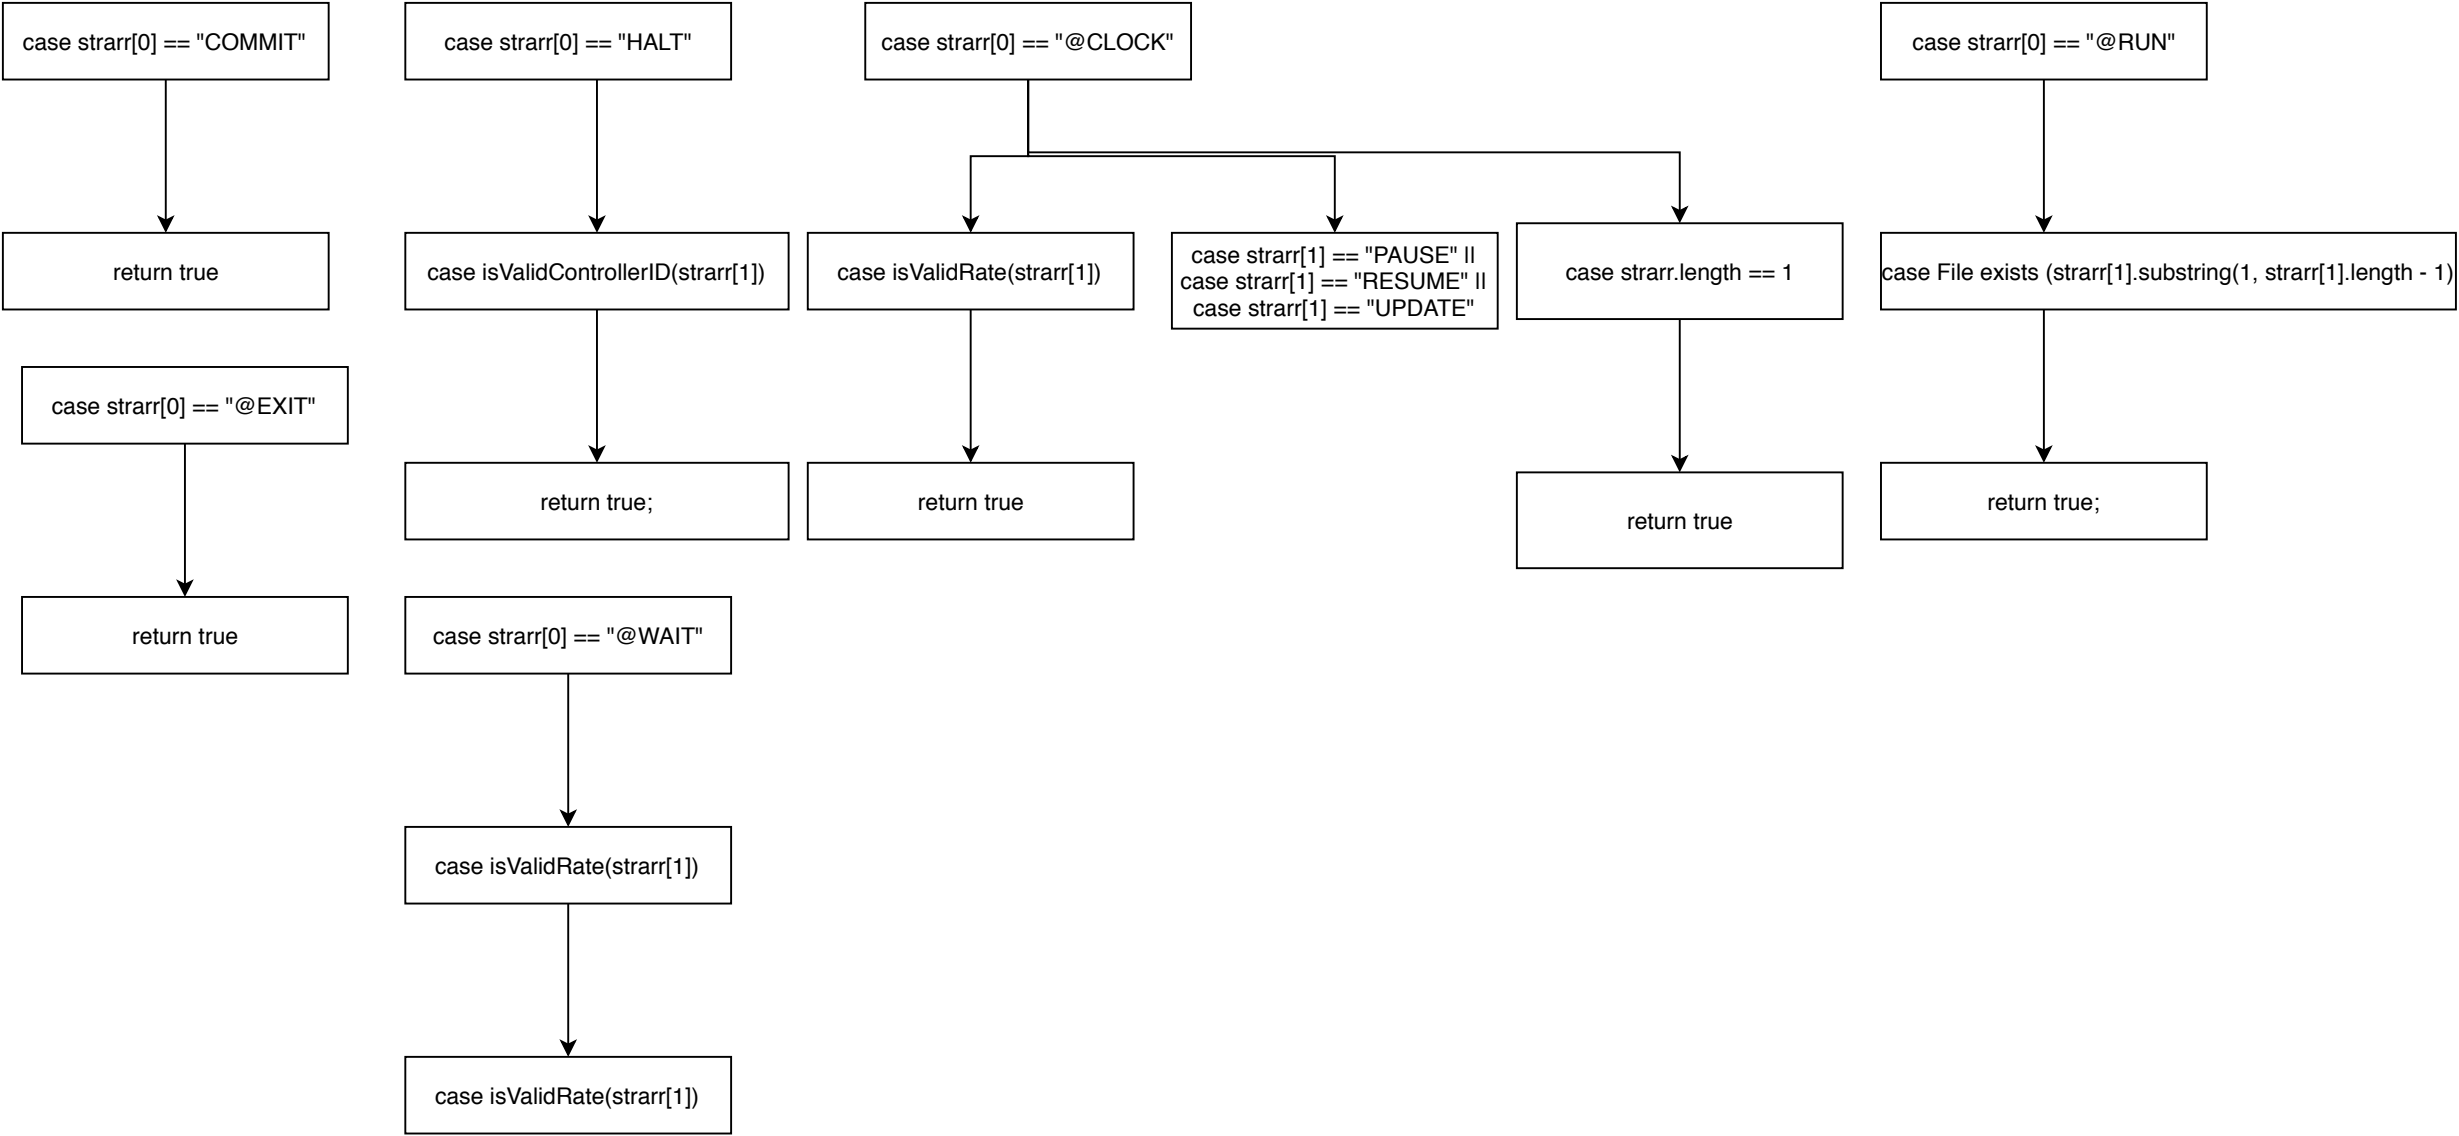 case strarr[0] == "COMMIT"
case strarr[0] == "HALT"
case strarr[0] == "@CLOCK"
case strarr[0] == "@RUN"
return true
case isValidControllerID(strarr[1])
case isValidRate(strarr[1])
case strarr[1] == "PAUSE" ||
case strarr[1] == "RESUME" ||
case strarr[1] == "UPDATE"
case strarr.length == 1
case File exists (strarr[1].substring(1, strarr[1].length - 1)
case strarr[0] == "@EXIT"
return true;
return true
return true
return true;
return true
case strarr[0] == "@WAIT"
case isValidRate(strarr[1])
case isValidRate(strarr[1])